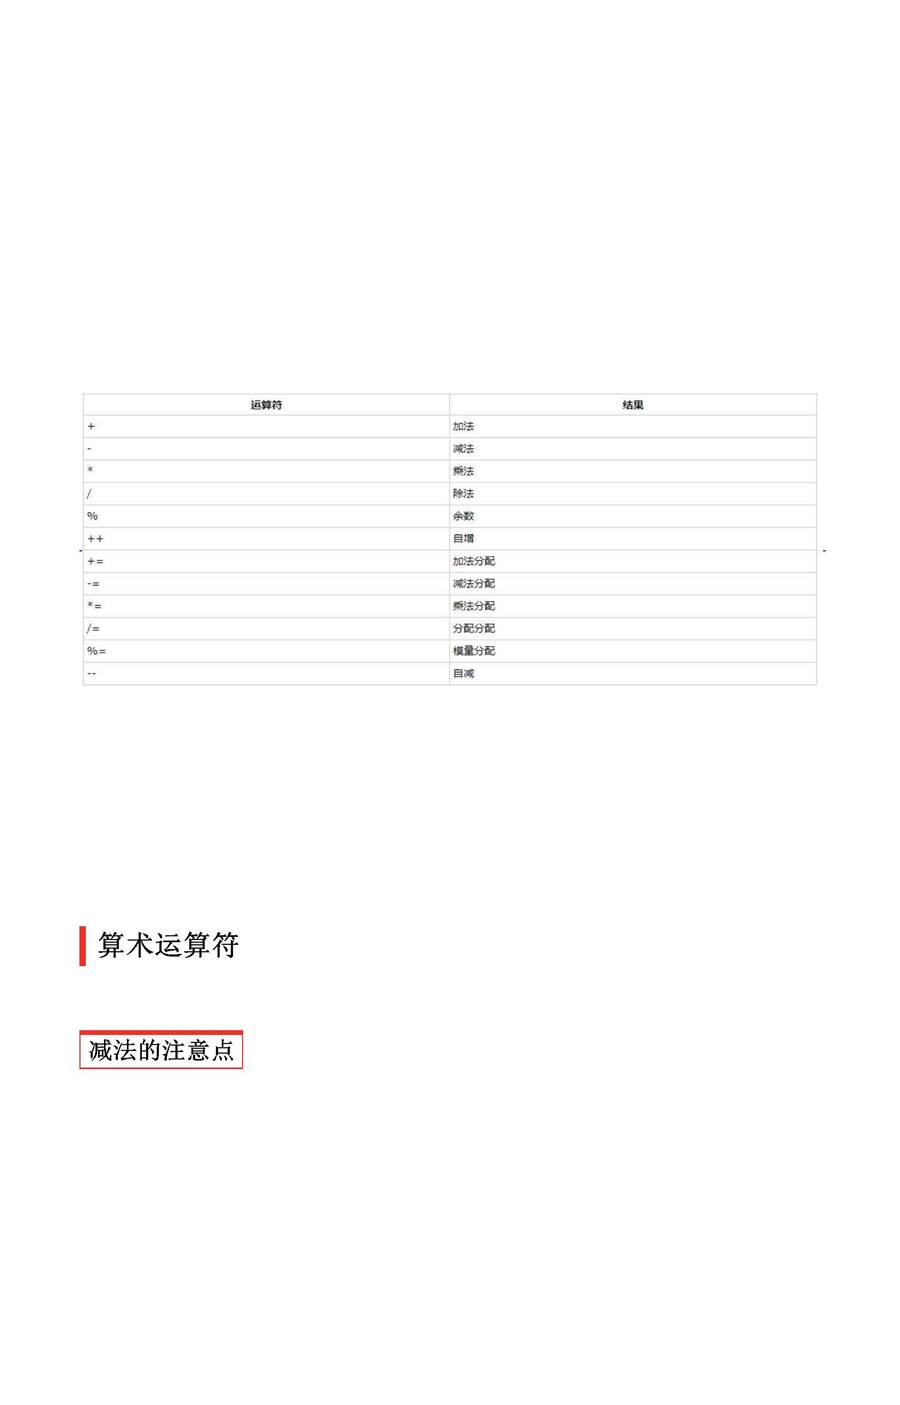 运算符 结果
+ 加法
- 减法
* 乘法
/ 除法
% 余数
++ 自增
+= 加法分配
-= 减法分配
*= 乘法分配
/= 分配分配
%= 模量分配
-- 自减
算术运算符
减法的注意点